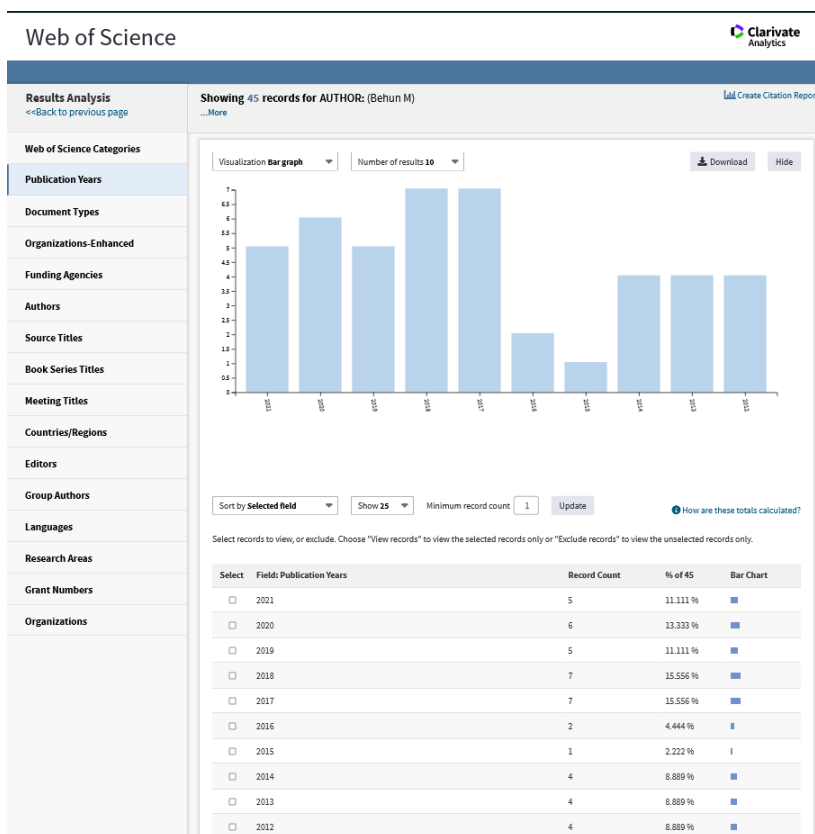 Web of Science
Clarivate
Analytics
Results Analysis
<<Back to previous page
Showing 45 records for AUTHOR: (Behun M)
...More
Create Citation Repor
Web of Science Categories
Publication Years
Document Types
Organizations-Enhanced
Funding Agencies
Authors
Source Titles
Book Series Titles
Meeting Titles
Countries/Regions
Editors
Group Authors
Languages
Research Areas
Grant Numbers
Organizations
Visualization Bar graph
Number of results 10
Download
Hide
7
6.5
6
5.5
5
4.5
4
3.5
3
2.5
2
1.5
1
0.5
0
2021 2020 2019 2018 2017 2016 2015 2014 2013 2012
Sort by Selected field
Show 25
Minimum record count 1
Update
How are these totals calculated?
Select records to view, or exclude. Choose "View records" to view the selected records only or "Exclude records" to view the unselected records only.
Select Field: Publication Years Record Count % of 45 Bar Chart
2021 5 11.111 %
2020 6 13.333 %
2019 5 11.111 %
2018 7 15.556 %
2017 7 15.556 %
2016 2 4.444 %
2015 1 2.222 %
2014 4 8.889 %
2013 4 8.889 %
2012 4 8.889 %